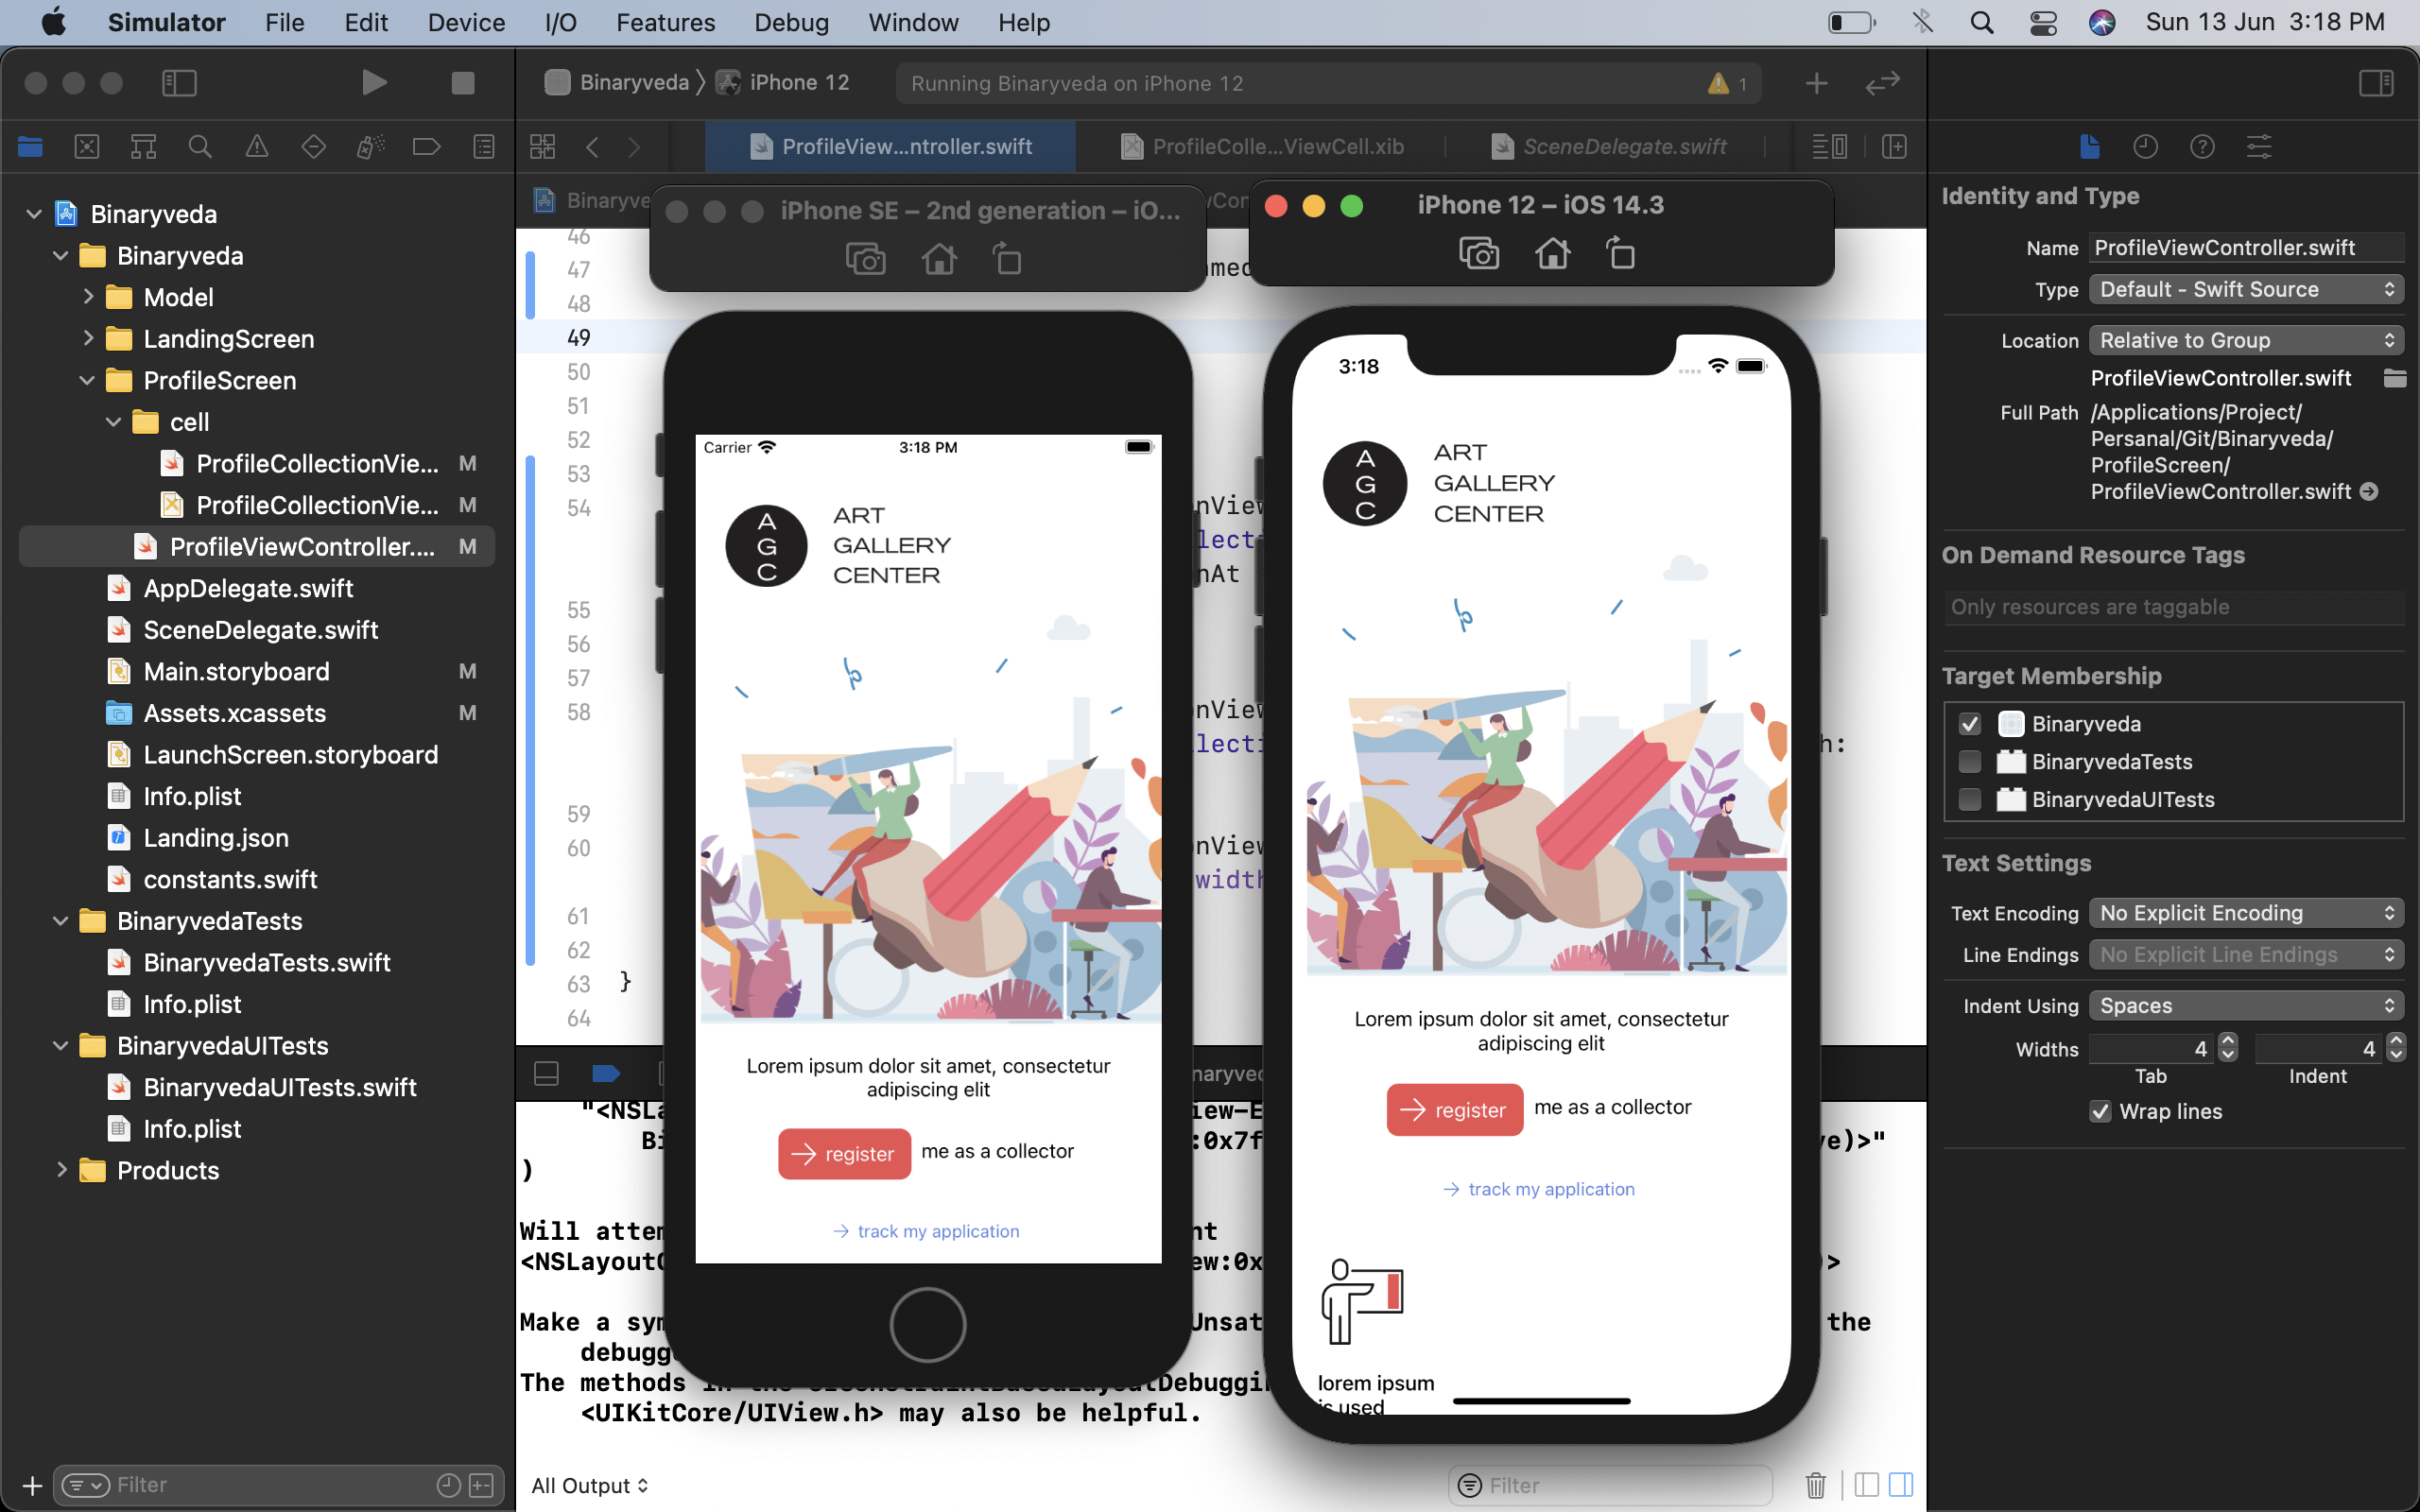 Simulator File Edit Device I/O Features Debug Window Help Sun 13 Jun 3:18 PM
Binaryveda iPhone 12 Running Binaryveda on iPhone 12 1
ProfileView...ntroller.swift ProfileColle...ViewCell.xib SceneDelegate.swift
Binaryveda
Binaryveda
Model
LandingScreen
ProfileScreen
cell
ProfileCollectionVie... M
ProfileCollectionVie... M
ProfileViewController.... M
AppDelegate.swift
SceneDelegate.swift
Main.storyboard M
Assets.xcassets M
LaunchScreen.storyboard
Info.plist
Landing.json
constants.swift
BinaryvedaTests
BinaryvedaTests.swift
Info.plist
BinaryvedaUITests
BinaryvedaUITests.swift
Info.plist
Products
Filter
46
47
48
49
50
51
52
53
54
55
56
57
58
59
60
61
62
63 }
64
h:
"<NSL
)
Will
<NSLayout
Make a the
The methods
<UIKitCore/UIView.h> may also be helpful.
All Output
Filter
iPhone SE – 2nd generation – iO...
Carrier 3:18 PM
A
G
C
ART
GALLERY
CENTER
Lorem ipsum dolor sit amet, consectetur
adipiscing elit
register me as a collector
track my application
iPhone 12 – iOS 14.3
3:18
A
G
C
ART
GALLERY
CENTER
Lorem ipsum dolor sit amet, consectetur
adipiscing elit
register me as a collector
track my application
lorem ipsum
is used
Identity and Type
Name ProfileViewController.swift
Type Default - Swift Source
Location Relative to Group
ProfileViewController.swift
Full Path /Applications/Project/
Persanal/Git/Binaryveda/
ProfileScreen/
ProfileViewController.swift
On Demand Resource Tags
Only resources are taggable
Target Membership
Binaryveda
BinaryvedaTests
BinaryvedaUITests
Text Settings
Text Encoding No Explicit Encoding
Line Endings No Explicit Line Endings
Indent Using Spaces
Widths 4 4
Tab Indent
Wrap lines